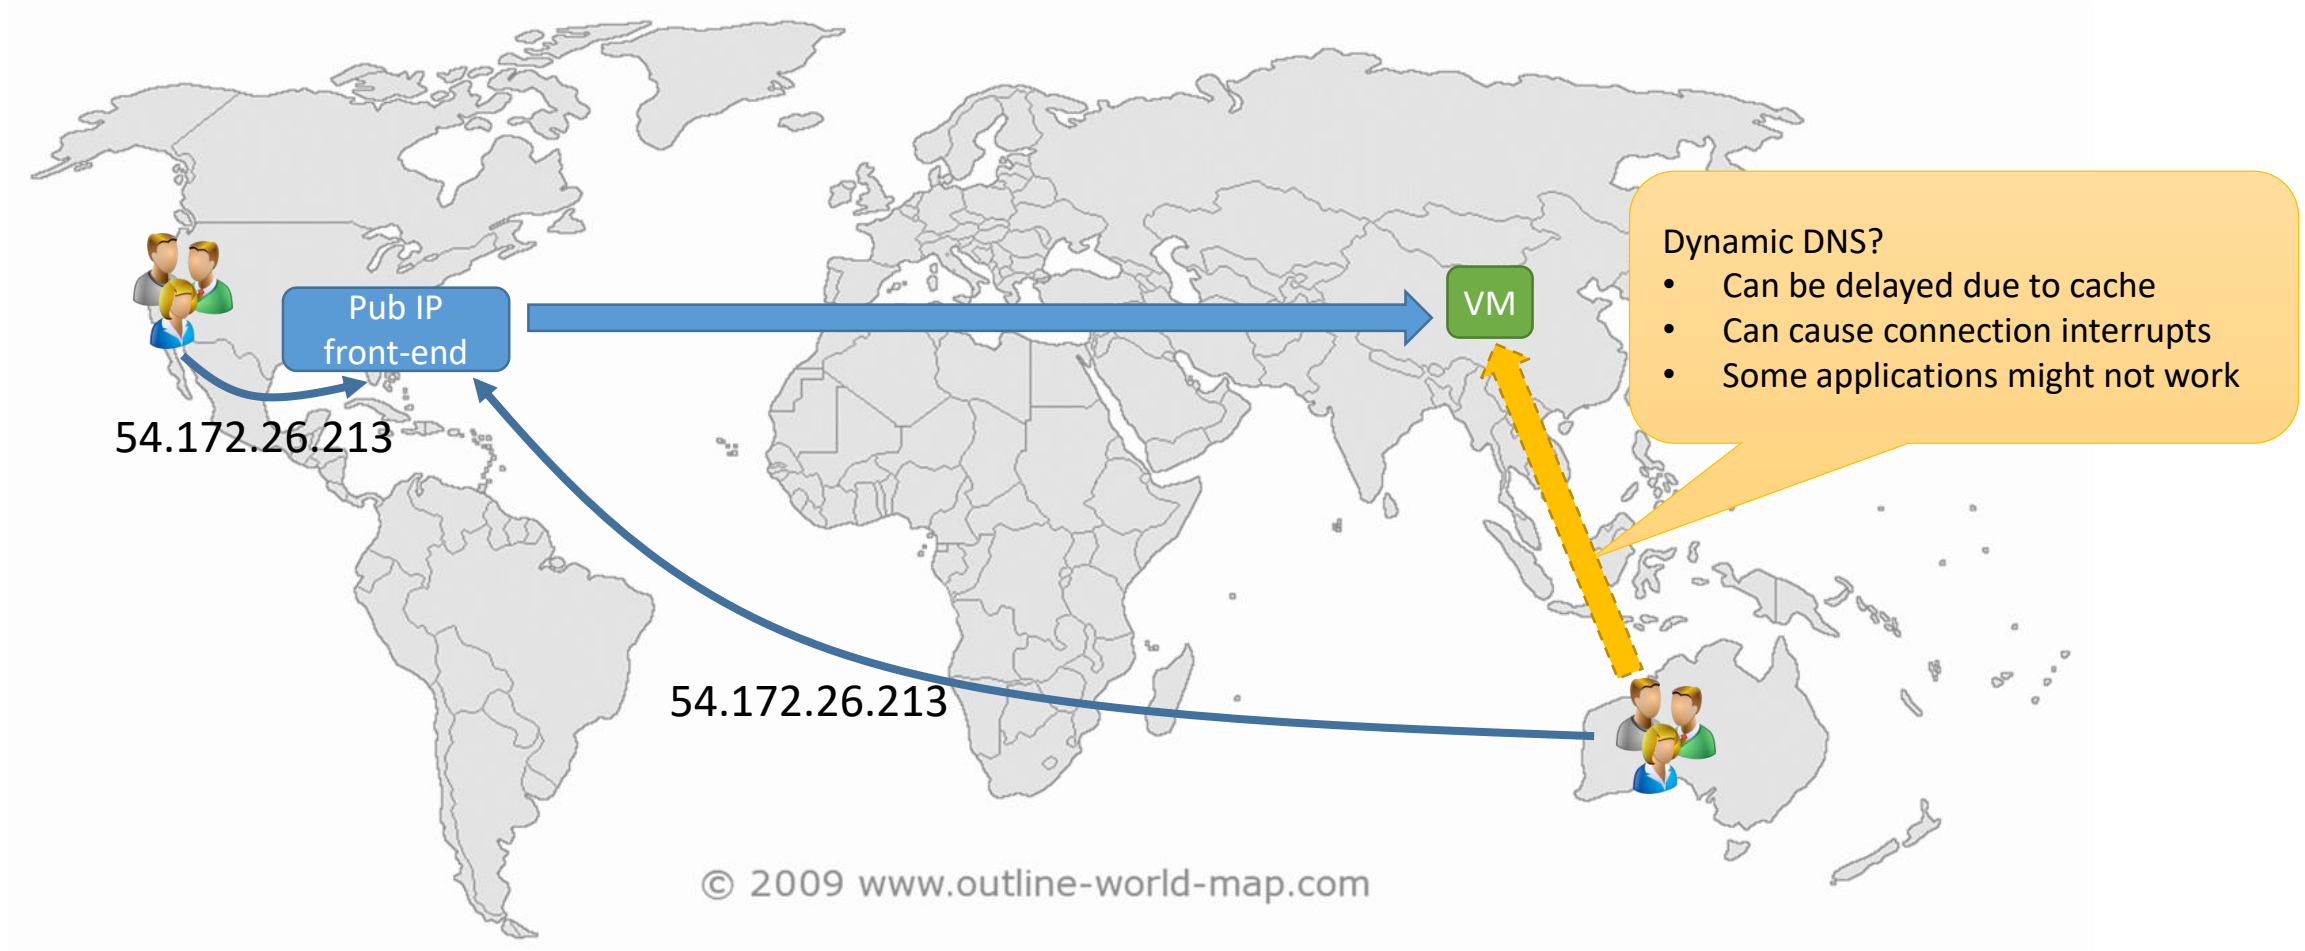 Pub IP
front-end
VM
Dynamic DNS?
• Can be delayed due to cache
• Can cause connection interrupts
• Some applications might not work
54.172.26.213
54.172.26.213
© 2009 www.outline-world-map.com